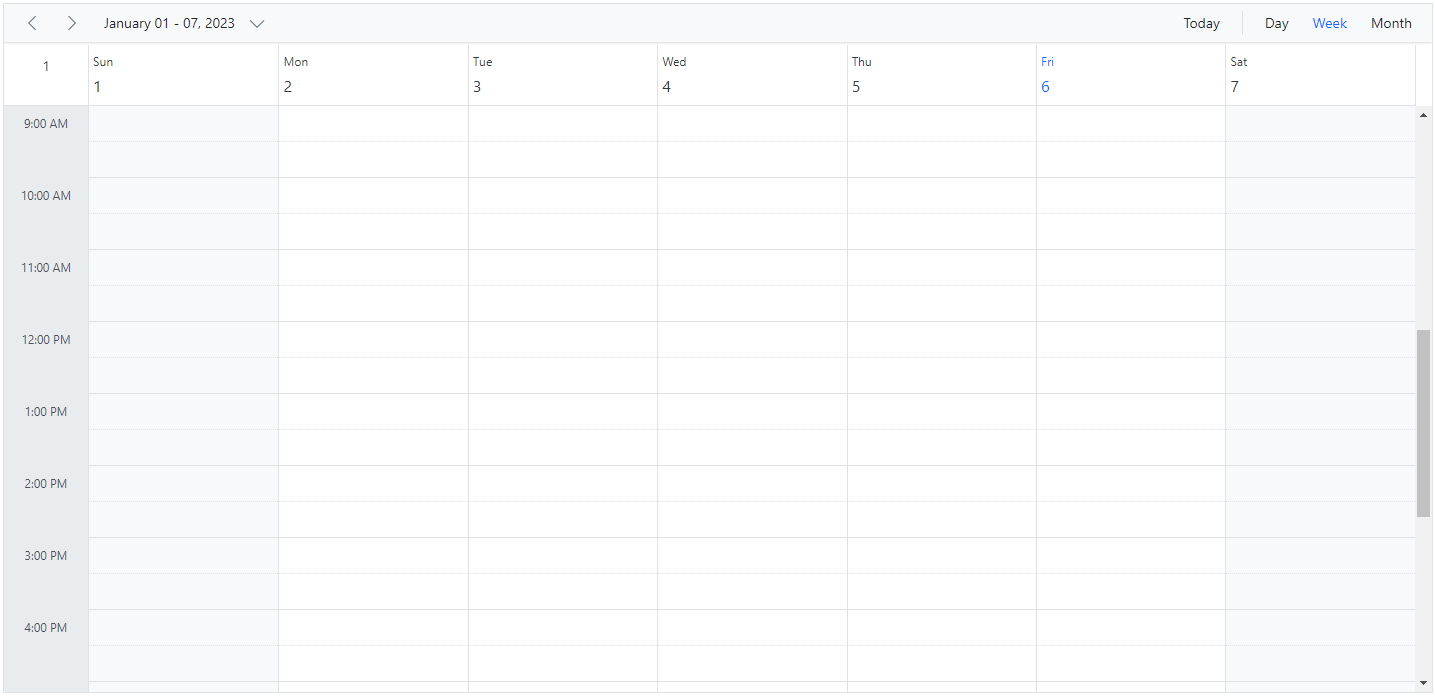 January 01 - 07, 2023 Today Day Week Month
1 Sun Mon Tue Wed Thu Fri Sat
1 2 3 4 5 6 7
9:00 AM
10:00 AM
11:00 AM
12:00 PM
1:00 PM
2:00 PM
3:00 PM
4:00 PM